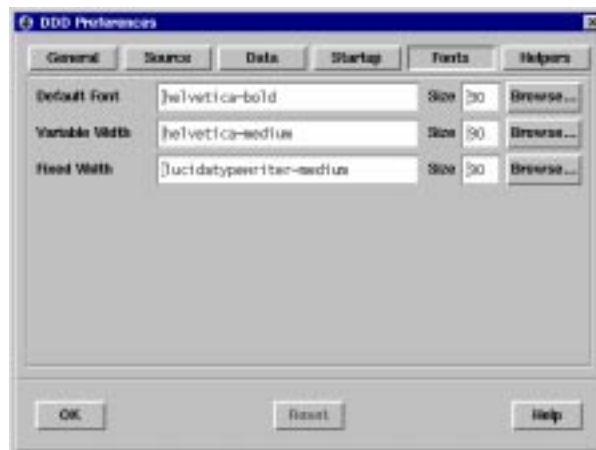 DDD Preferences
General Source Data Startup Fonts Helpers
Default Font helvetica-bold Size 90 Browse...
Variable Width helvetica-medium Size 90 Browse...
Fixed Width lucidatypewriter-medium Size 90 Browse...
OK Reset Help